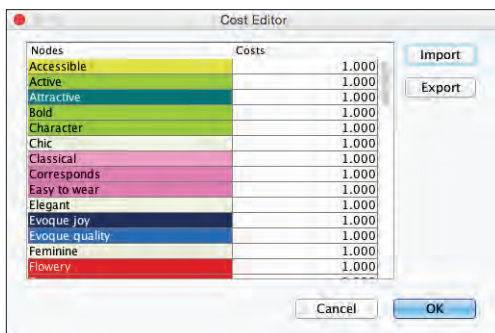 Cost Editor
Nodes Costs
Import
Accessible 1.000
Active 1.000
Export
Attractive 1.000
Bold 1.000
Character 1.000
Chic 1.000
Classical 1.000
Corresponds 1.000
Easy to wear 1.000
Elegant 1.000
Evoque joy 1.000
Evoque quality 1.000
Feminine 1.000
Flowery 1.000
Cancel OK